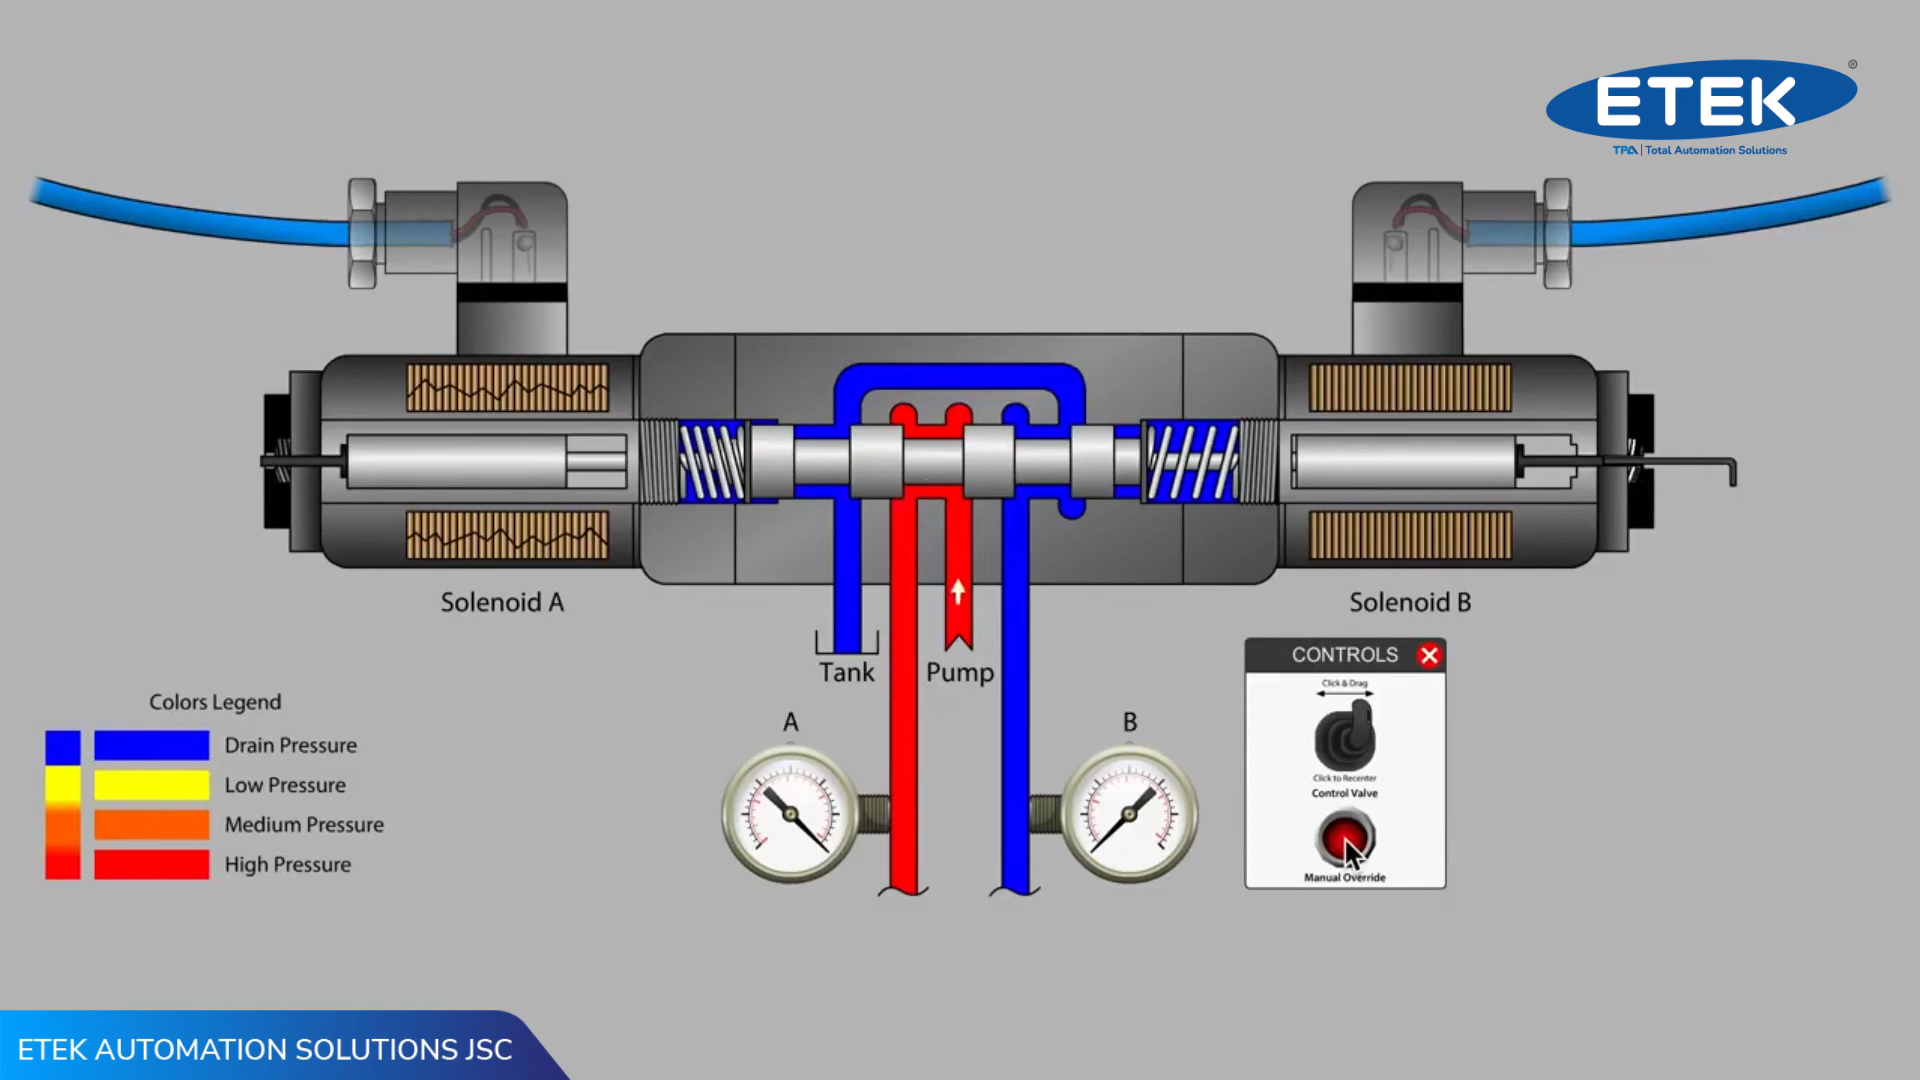 ETEK
®
TPA | Total Automation Solutions
Solenoid A
Solenoid B
Tank
Pump
CONTROLS
Click & Drag
Click to Recenter
Control Valve
Manual Override
Colors Legend
Drain Pressure
Low Pressure
Medium Pressure
High Pressure
A
B
ETEK AUTOMATION SOLUTIONS JSC